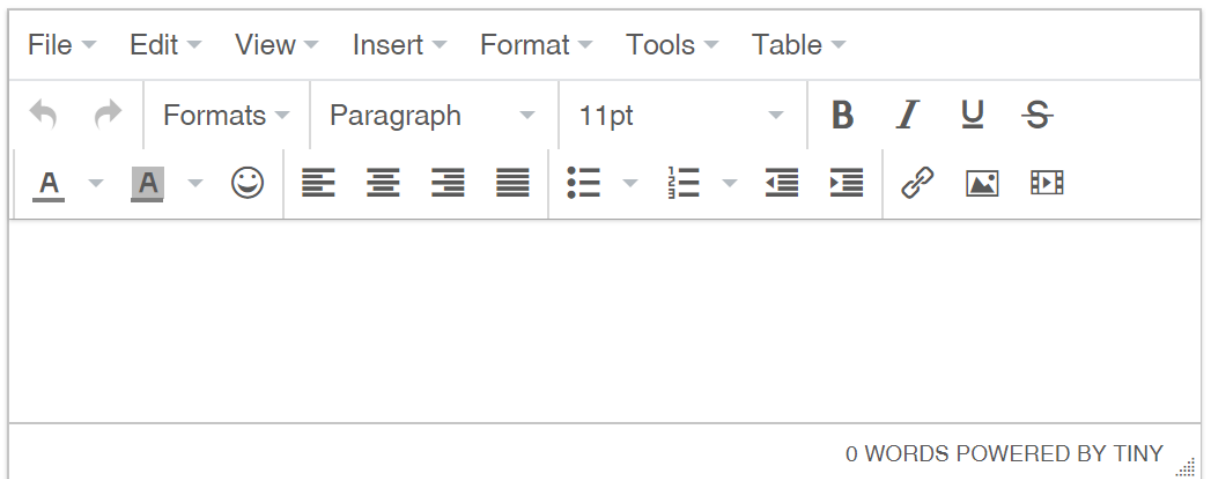 File Edit View Insert Format Tools Table
Formats Paragraph 11pt B I U S
A A
0 WORDS POWERED BY TINY